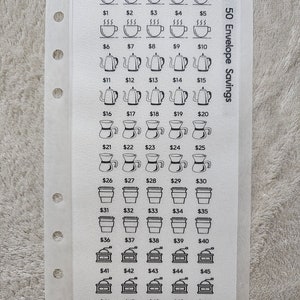 50 Envelope Savings
$1 $2 $3 $4 $5
$6 $7 $8 $9 $10
$11 $12 $13 $14 $15
$16 $17 $18 $19 $20
$21 $22 $23 $24 $25
$26 $27 $28 $29 $30
$31 $32 $33 $34 $35
$36 $37 $38 $39 $40
$41 $42 $43 $44 $45